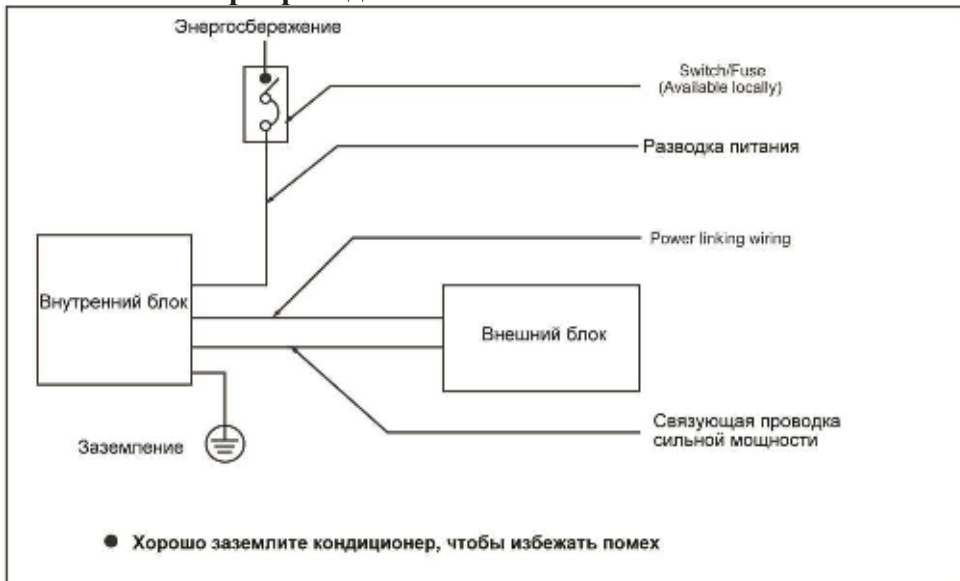 Энергосбережение
Switch/Fuse
(Available locally)
Разводка питания
Power linking wiring
Внутренний блок
Внешний блок
Связующая проводка
сильной мощности
Заземление
● Хорошо заземлите кондиционер, чтобы избежать помех